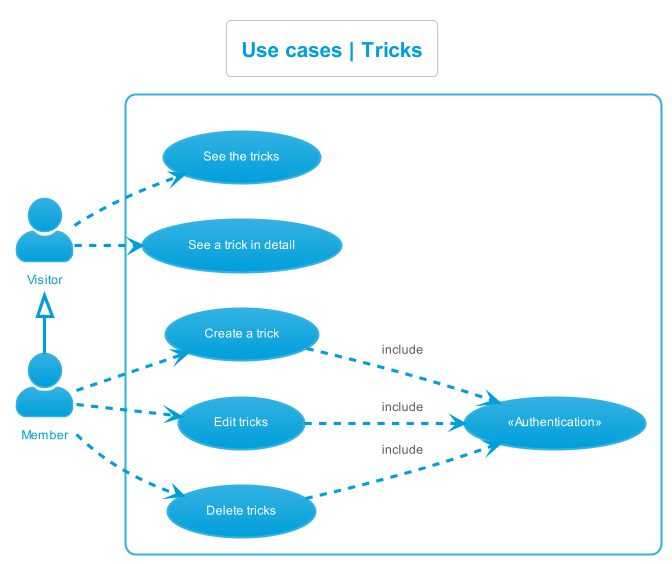 Use cases | Tricks
See the tricks
See a trick in detail
Visitor
Create a trick
include
Member
Edit tricks
include
«Authentication»
include
Delete tricks